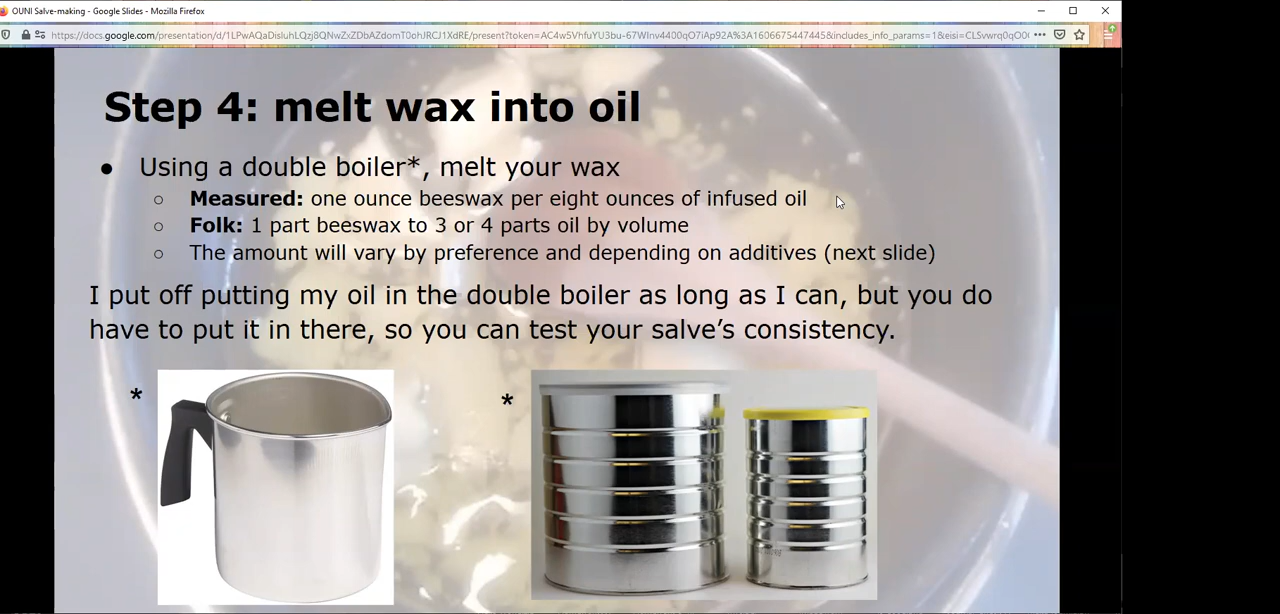 OUNI Salve-making - Google Slides - Mozilla Firefox
Step 4: melt wax into oil
● Using a double boiler*, melt your wax
○ Measured: one ounce beeswax per eight ounces of infused oil
○ Folk: 1 part beeswax to 3 or 4 parts oil by volume
○ The amount will vary by preference and depending on additives (next slide)
I put off putting my oil in the double boiler as long as I can, but you do
have to put it in there, so you can test your salve's consistency.
* *